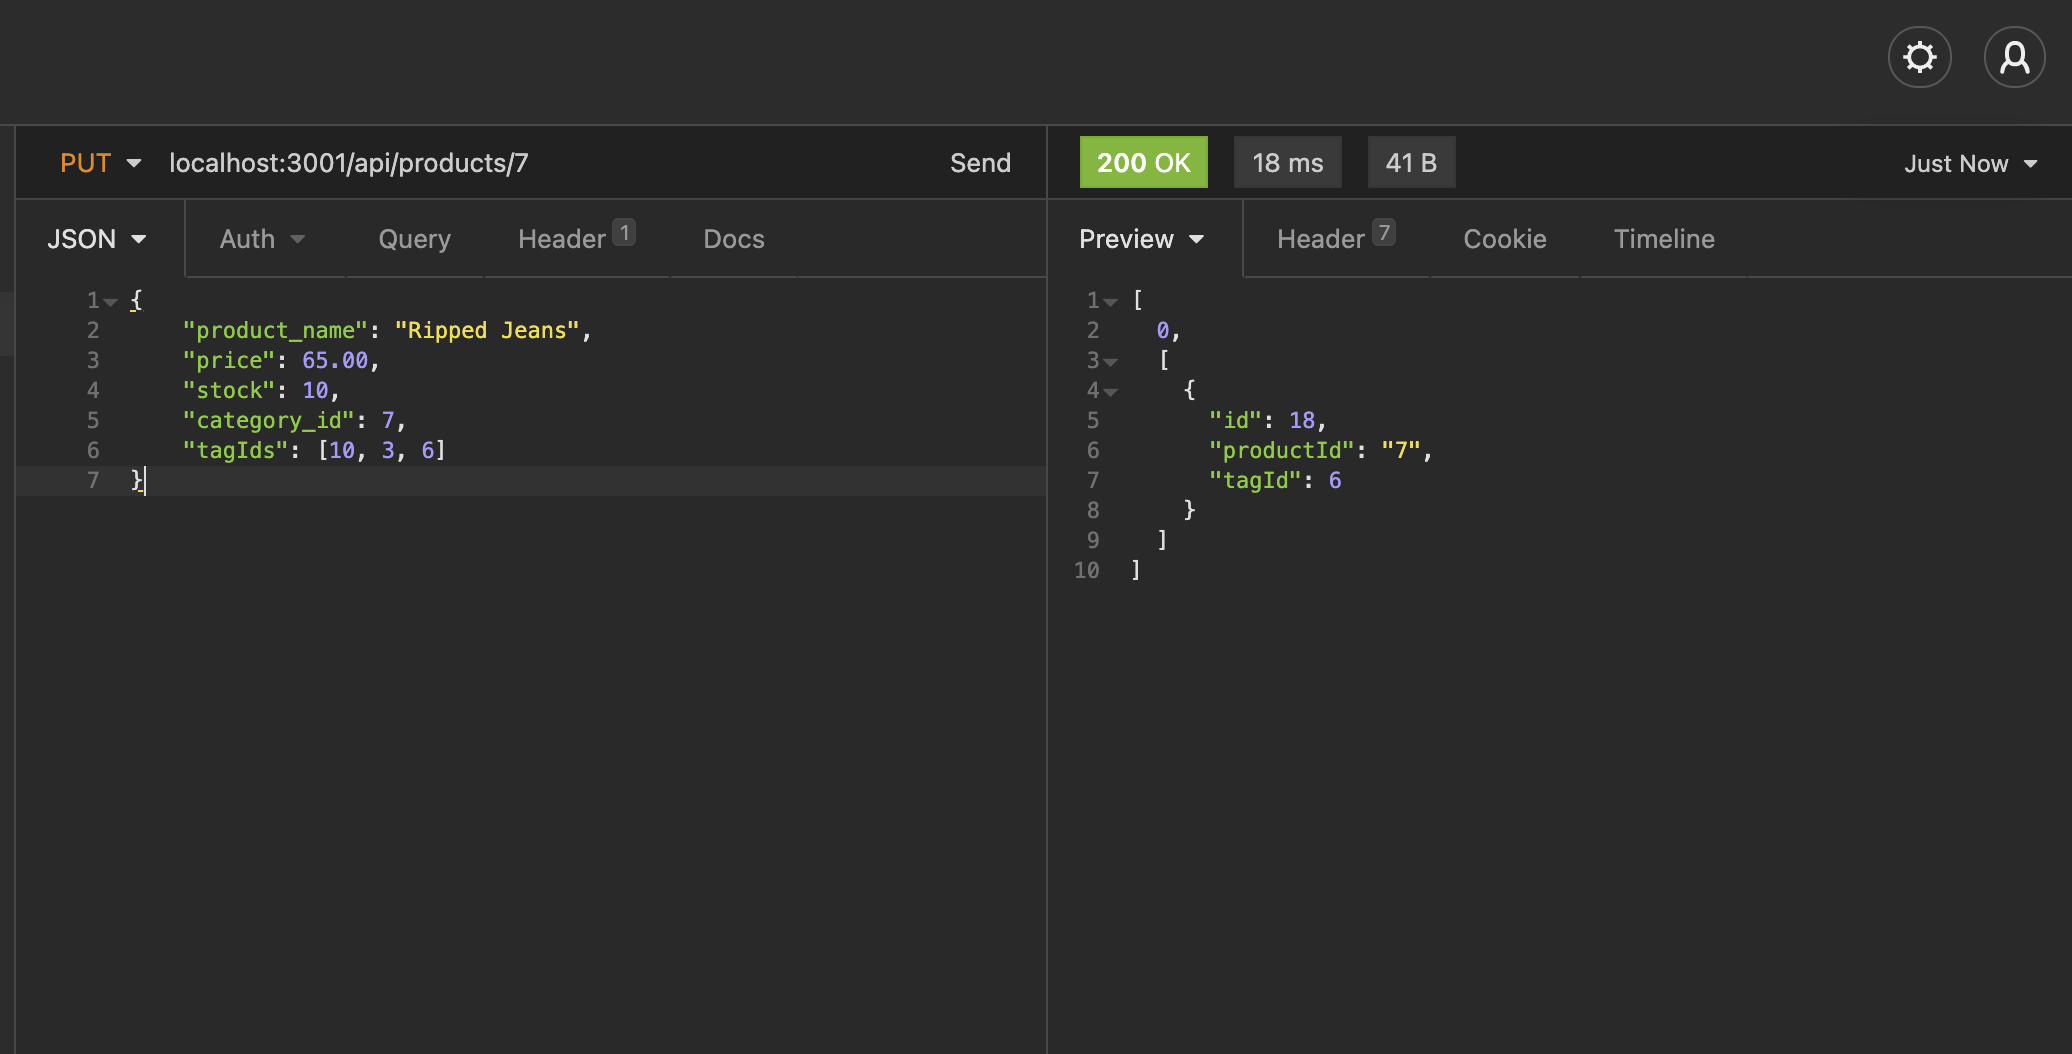 PUT localhost:3001/api/products/7 Send
JSON Auth Query Header 1 Docs
1 {
2 "product_name": "Ripped Jeans",
3 "price": 65.00,
4 "stock": 10,
5 "category_id": 7,
6 "tagIds": [10, 3, 6]
7 }
200 OK 18 ms 41 B Just Now
Preview Header 7 Cookie Timeline
1 [
2 0,
3 [
4 {
5 "id": 18,
6 "productId": "7",
7 "tagId": 6
8 }
9 ]
10 ]